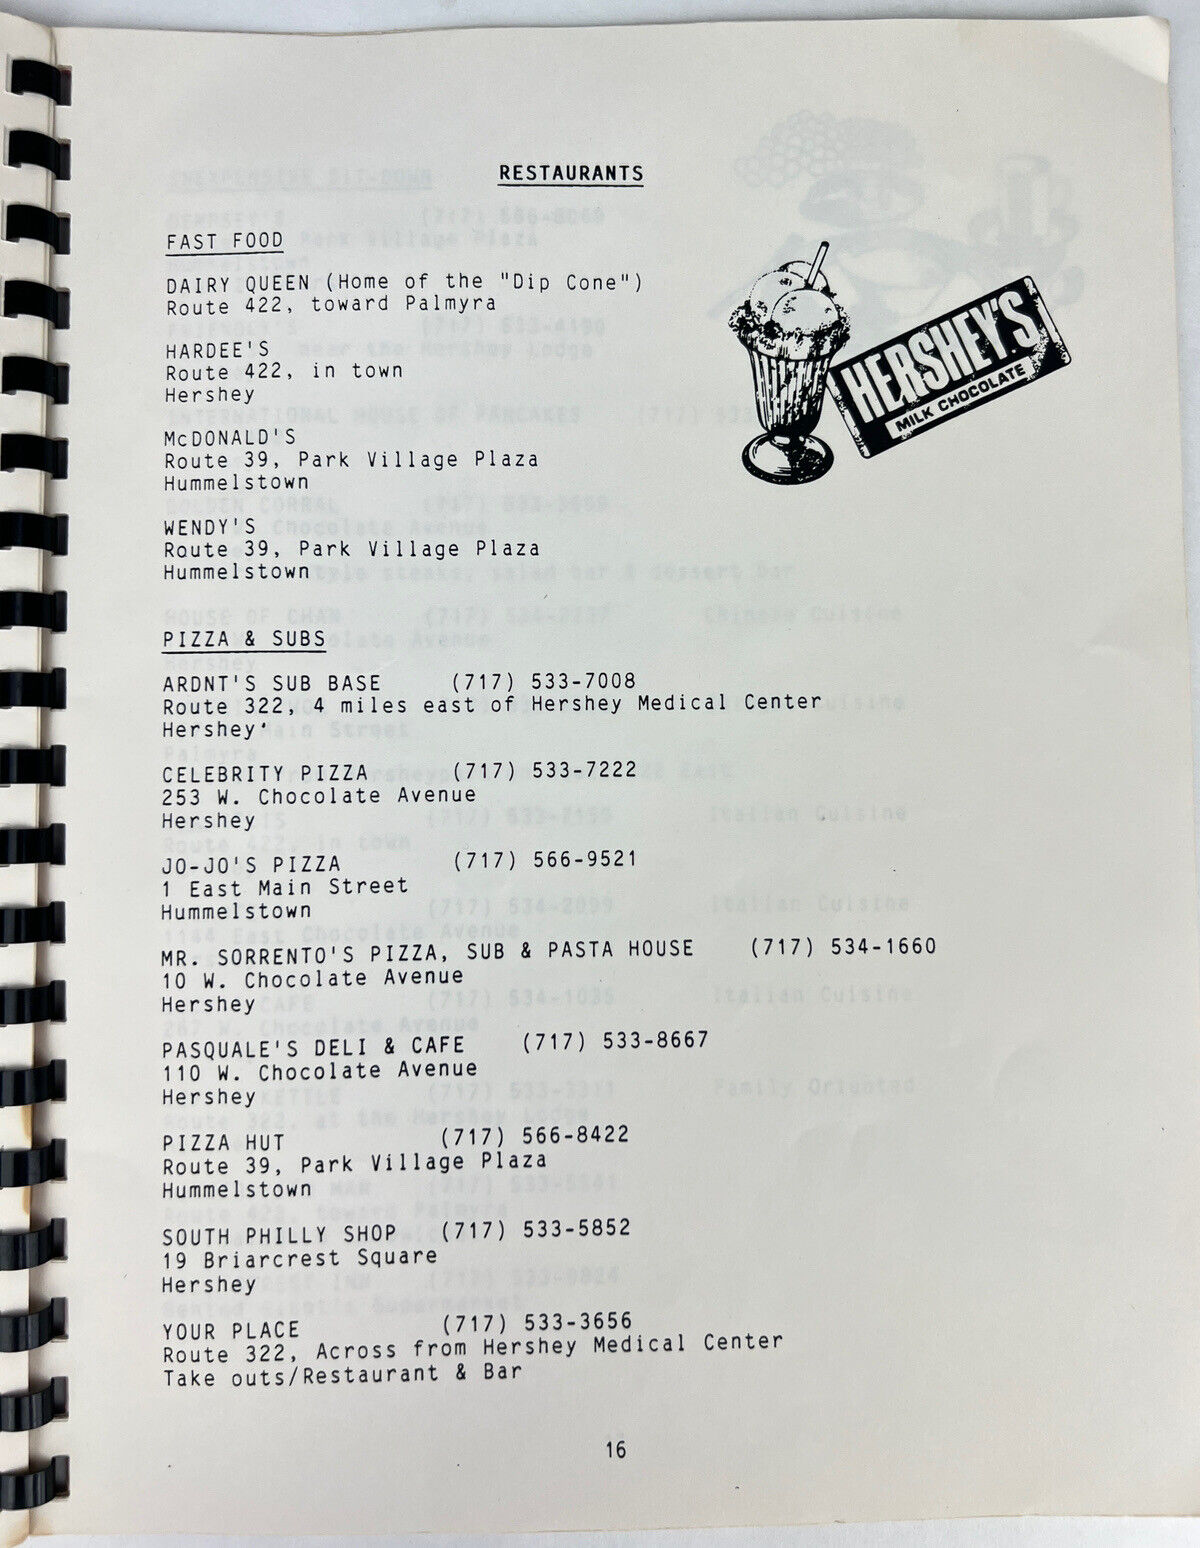 RESTAURANTS
FAST FOOD
DAIRY QUEEN (Home of the "Dip Cone")
Route 422, toward Palmyra
HARDEE'S
Route 422, in town
Hershey
McDONALD'S
Route 39, Park Village Plaza
Hummelstown
WENDY'S
Route 39, Park Village Plaza
Hummelstown
HERSHEY'S
MILK CHOCOLATE
PIZZA & SUBS
ARDNT'S SUB BASE (717) 533-7008
Route 322, 4 miles east of Hershey Medical Center
Hershey
CELEBRITY PIZZA (717) 533-7222
253 W. Chocolate Avenue
Hershey
JO-JO'S PIZZA (717) 566-9521
1 East Main Street
Hummelstown
MR. SORRENTO'S PIZZA, SUB & PASTA HOUSE (717) 534-1660
10 W. Chocolate Avenue
Hershey
PASQUALE'S DELI & CAFE (717) 533-8667
110 W. Chocolate Avenue
Hershey
PIZZA HUT (717) 566-8422
Route 39, Park Village Plaza
Hummelstown
SOUTH PHILLY SHOP (717) 533-5852
19 Briarcrest Square
Hershey
YOUR PLACE (717) 533-3656
Route 322, Across from Hershey Medical Center
Take outs/Restaurant & Bar
16